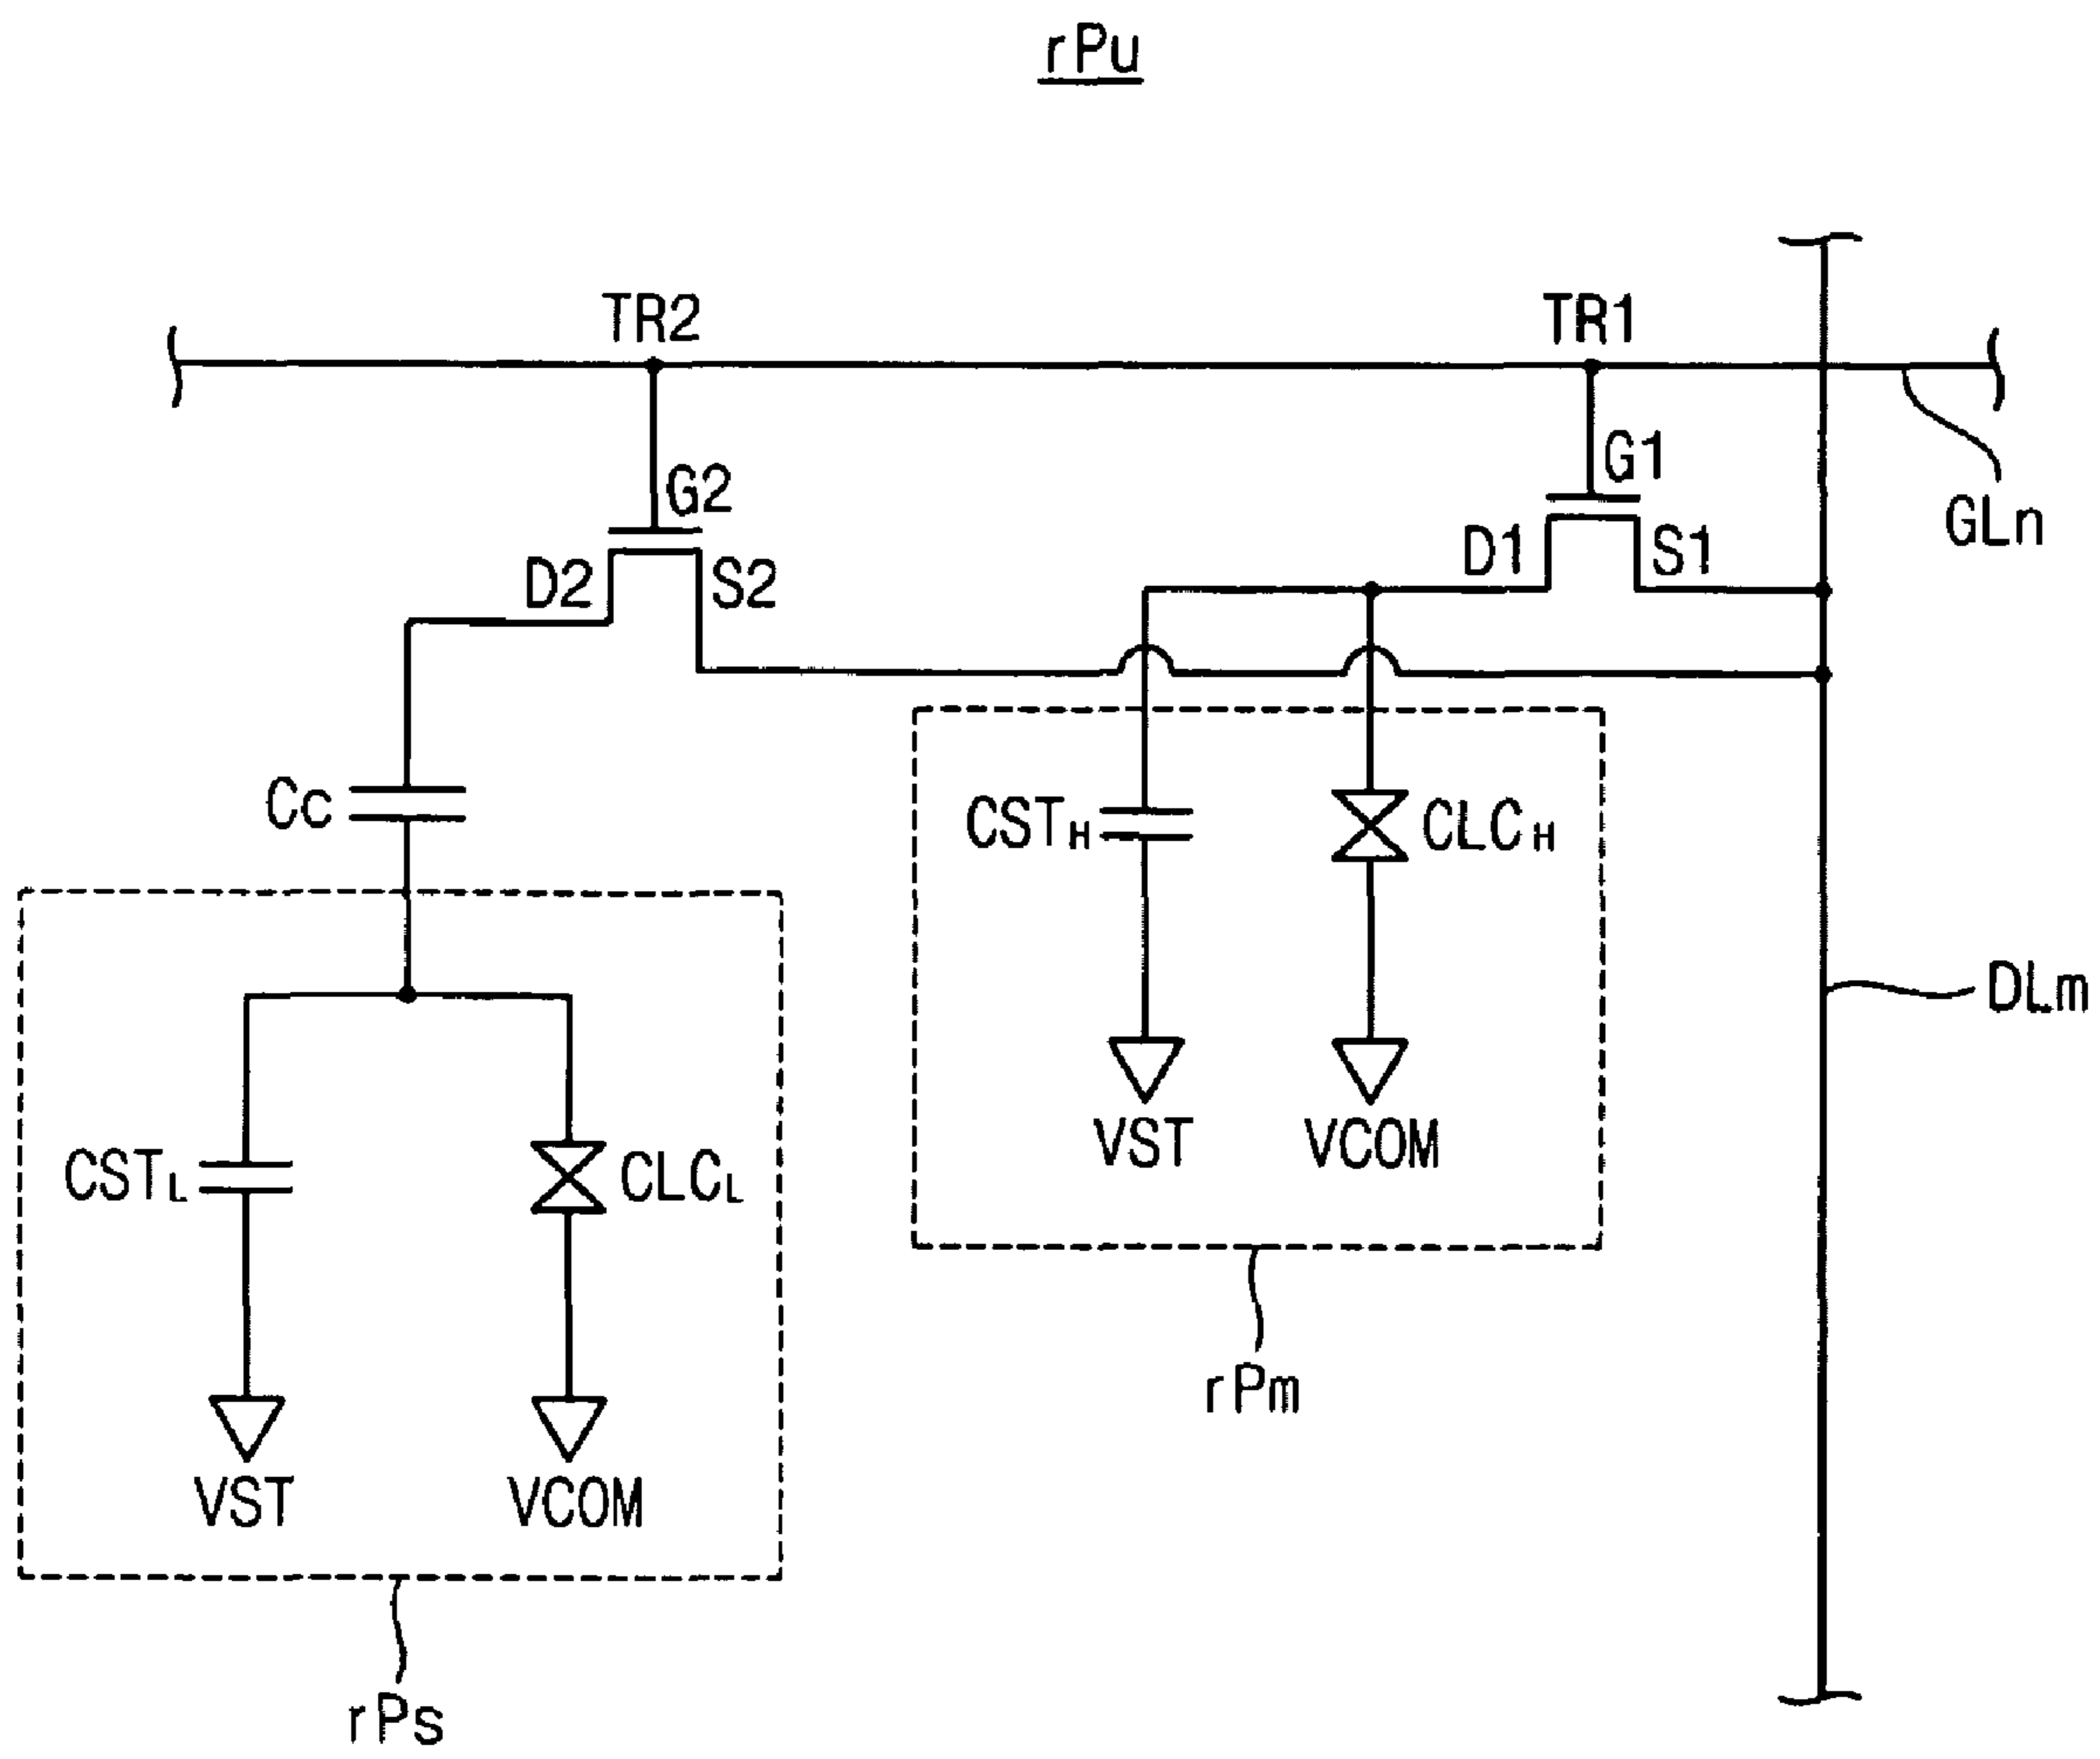 rPu
TR2
TR1
G1
G2
GLn
D1
S1
D2
S2
Cc
CSTH
CLCH
DLm
VST
VCOM
CSTL
CLCL
rPm
VST
VCOM
rPs